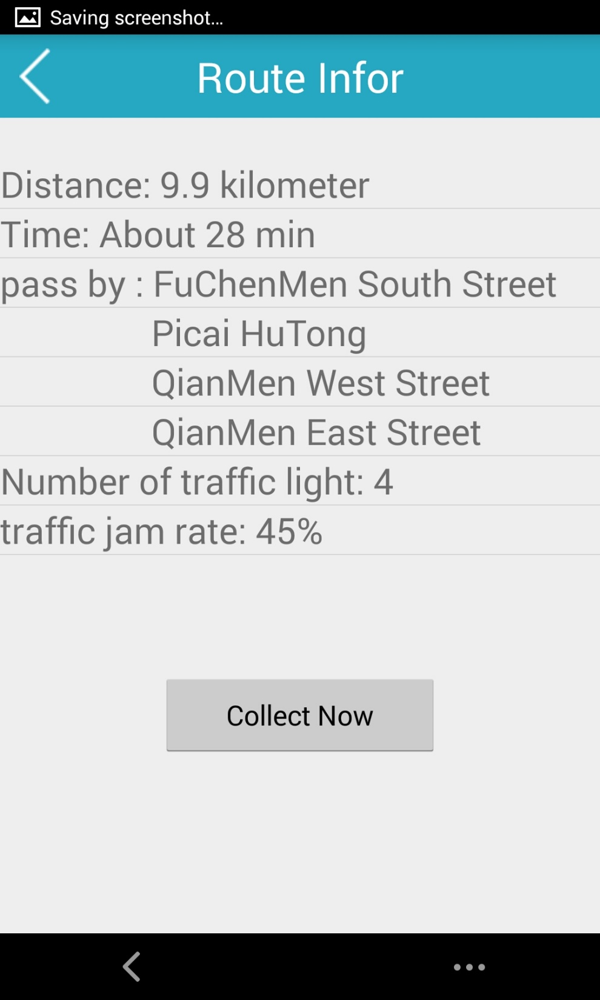 Saving screenshot...
Route Infor
Distance: 9.9 kilometer
Time: About 28 min
pass by : FuChenMen South Street
Picai HuTong
QianMen West Street
QianMen East Street
Number of traffic light: 4
traffic jam rate: 45%
Collect Now